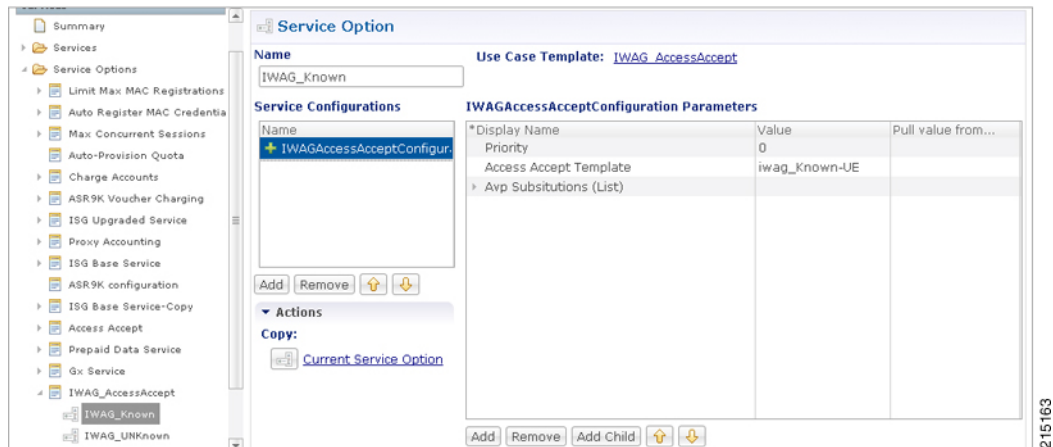 Summary
Services
Service Options
Limit Max MAC Registrations
Auto Register MAC Credentia
Max Concurrent Sessions
Auto-Provision Quota
Charge Accounts
ASR9K Voucher Charging
ISG Upgraded Service
Proxy Accounting
ISG Base Service
ASR9K configuration
ISG Base Service-Copy
Access Accept
Prepaid Data Service
Gx Service
IWAG_AccessAccept
IWAG_Known
IWAG_UNKnown
Service Option
Name
Use Case Template: IWAG_AccessAccept
IWAG_Known
Service Configurations
Name
IWAGAccessAcceptConfigur
Add Remove
Actions
Copy:
Current Service Option
IWAGAccessAcceptConfiguration Parameters
*Display Name Value Pull value from...
Priority 0
Access Accept Template iwag_Known-UE
Avp Subsitutions (List)
Add Remove Add Child
215163